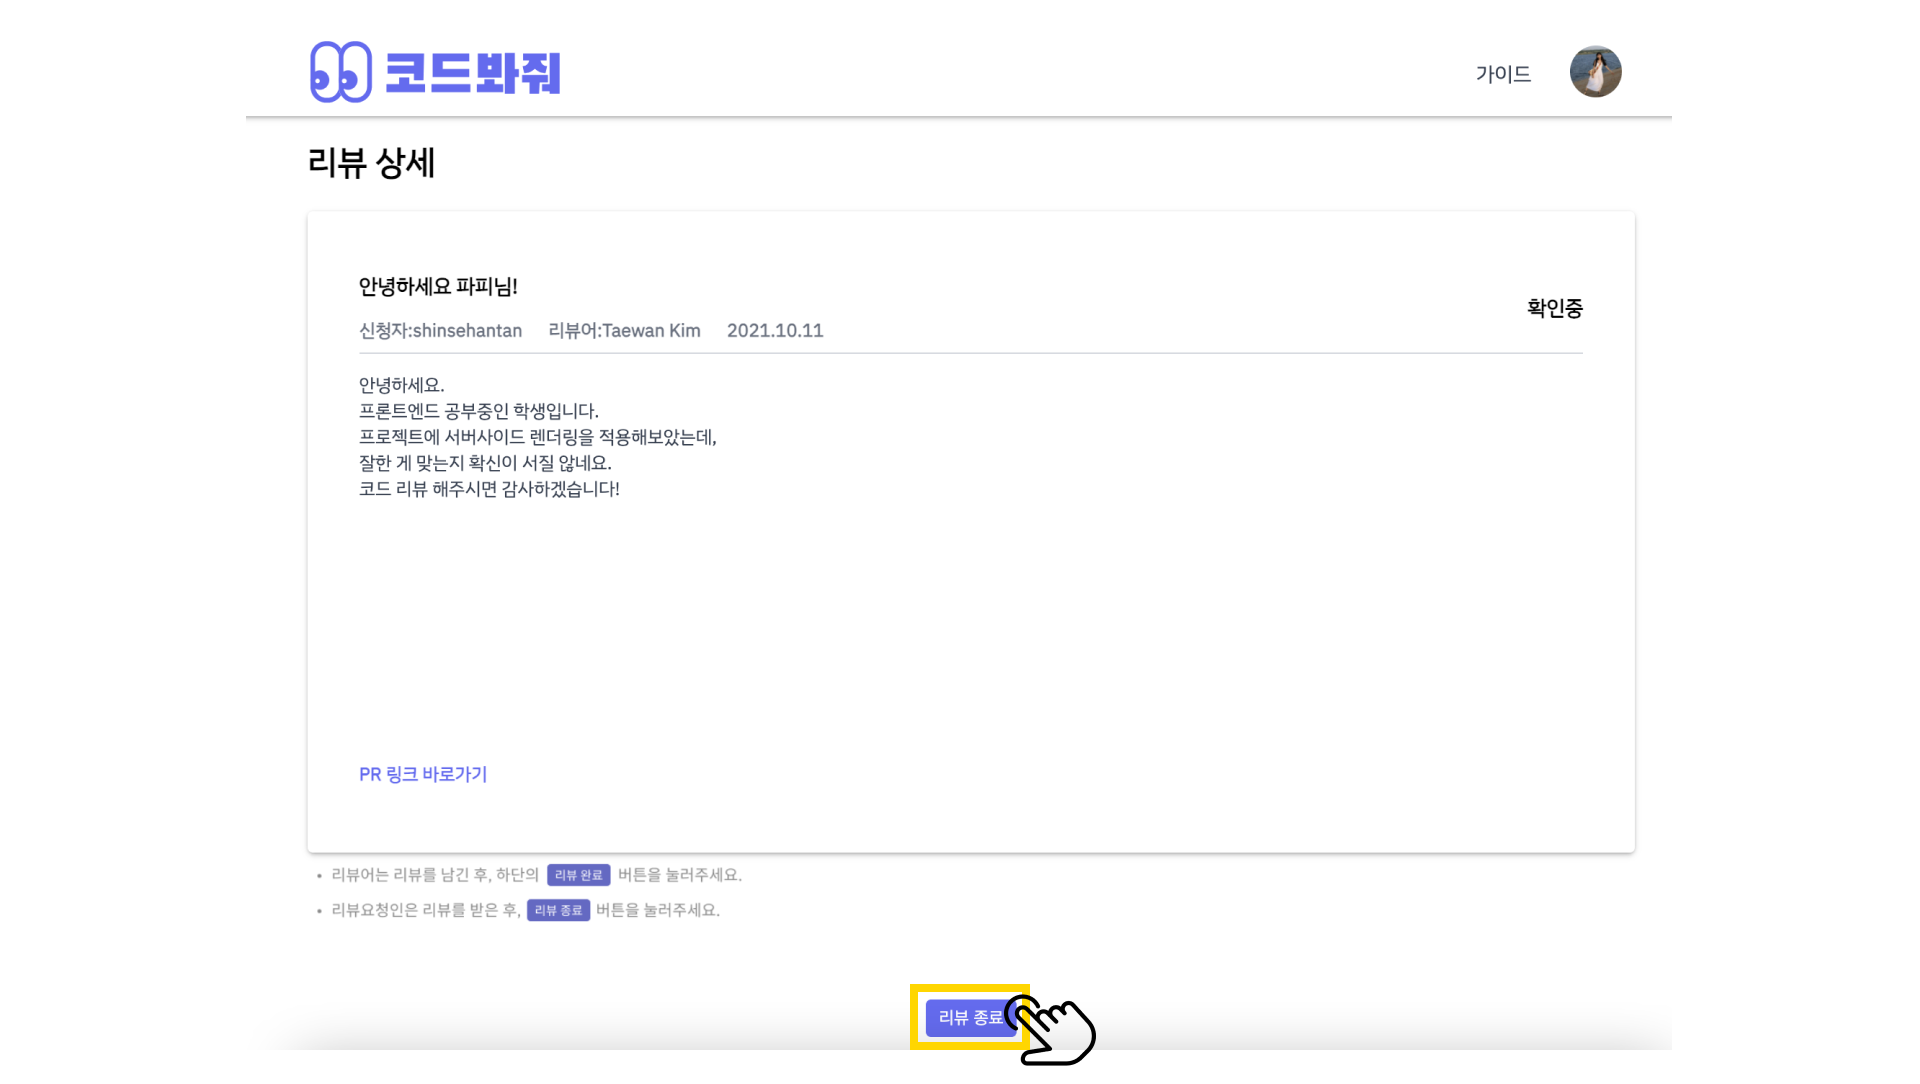 코드봐줘
가이드
리뷰 상세
안녕하세요 파피님!
확인중
신청자:shinsehantan 리뷰어:Taewan Kim 2021.10.11
안녕하세요.
프론트엔드 공부중인 학생입니다.
프로젝트에 서버사이드 렌더링을 적용해보았는데,
잘한 게 맞는지 확신이 서질 않네요.
코드 리뷰 해주시면 감사하겠습니다!
PR 링크 바로가기
• 리뷰어는 리뷰를 남긴 후, 하단의 리뷰 완료 버튼을 눌러주세요.
• 리뷰요청인은 리뷰를 받은 후, 리뷰 종료 버튼을 눌러주세요.
리뷰 종료